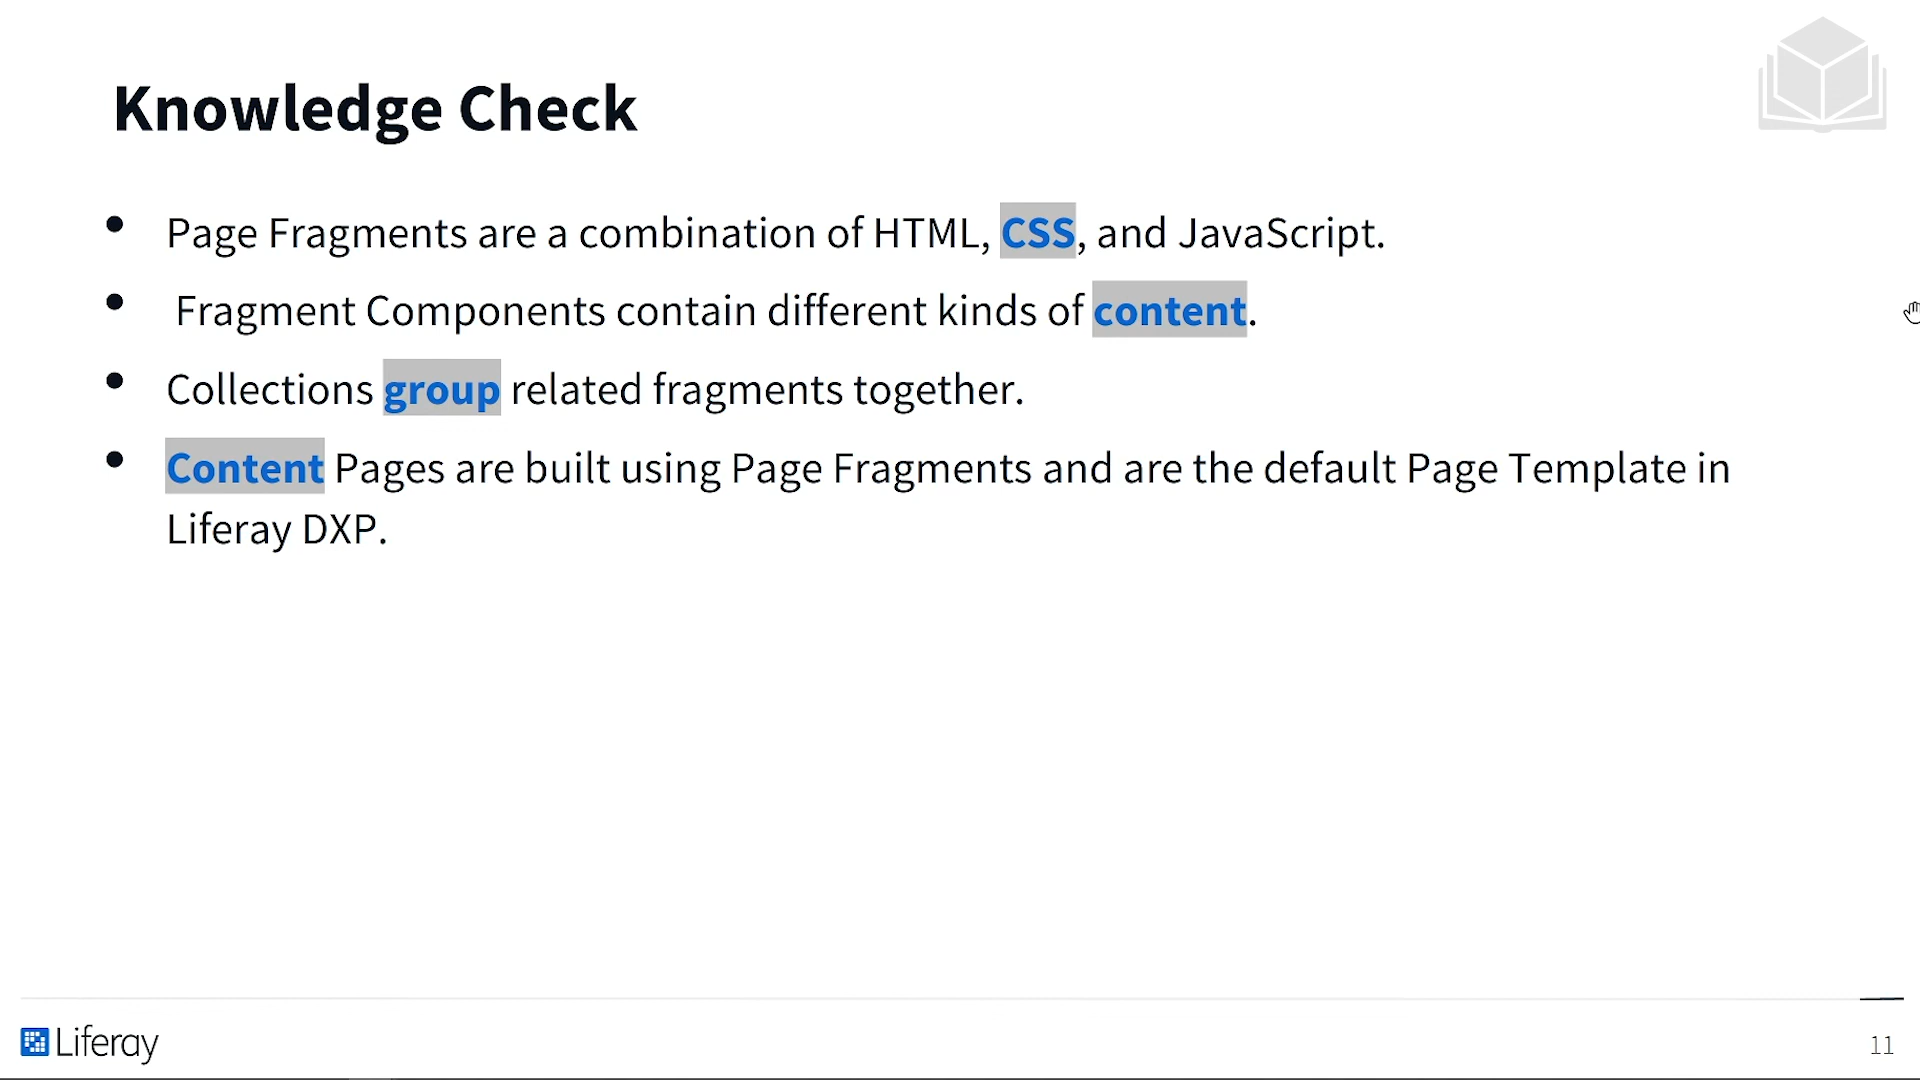 Knowledge Check
• Page Fragments are a combination of HTML, CSS, and JavaScript.
• Fragment Components contain different kinds of content.
• Collections group related fragments together.
• Content Pages are built using Page Fragments and are the default Page Template in
Liferay DXP.
Liferay
11